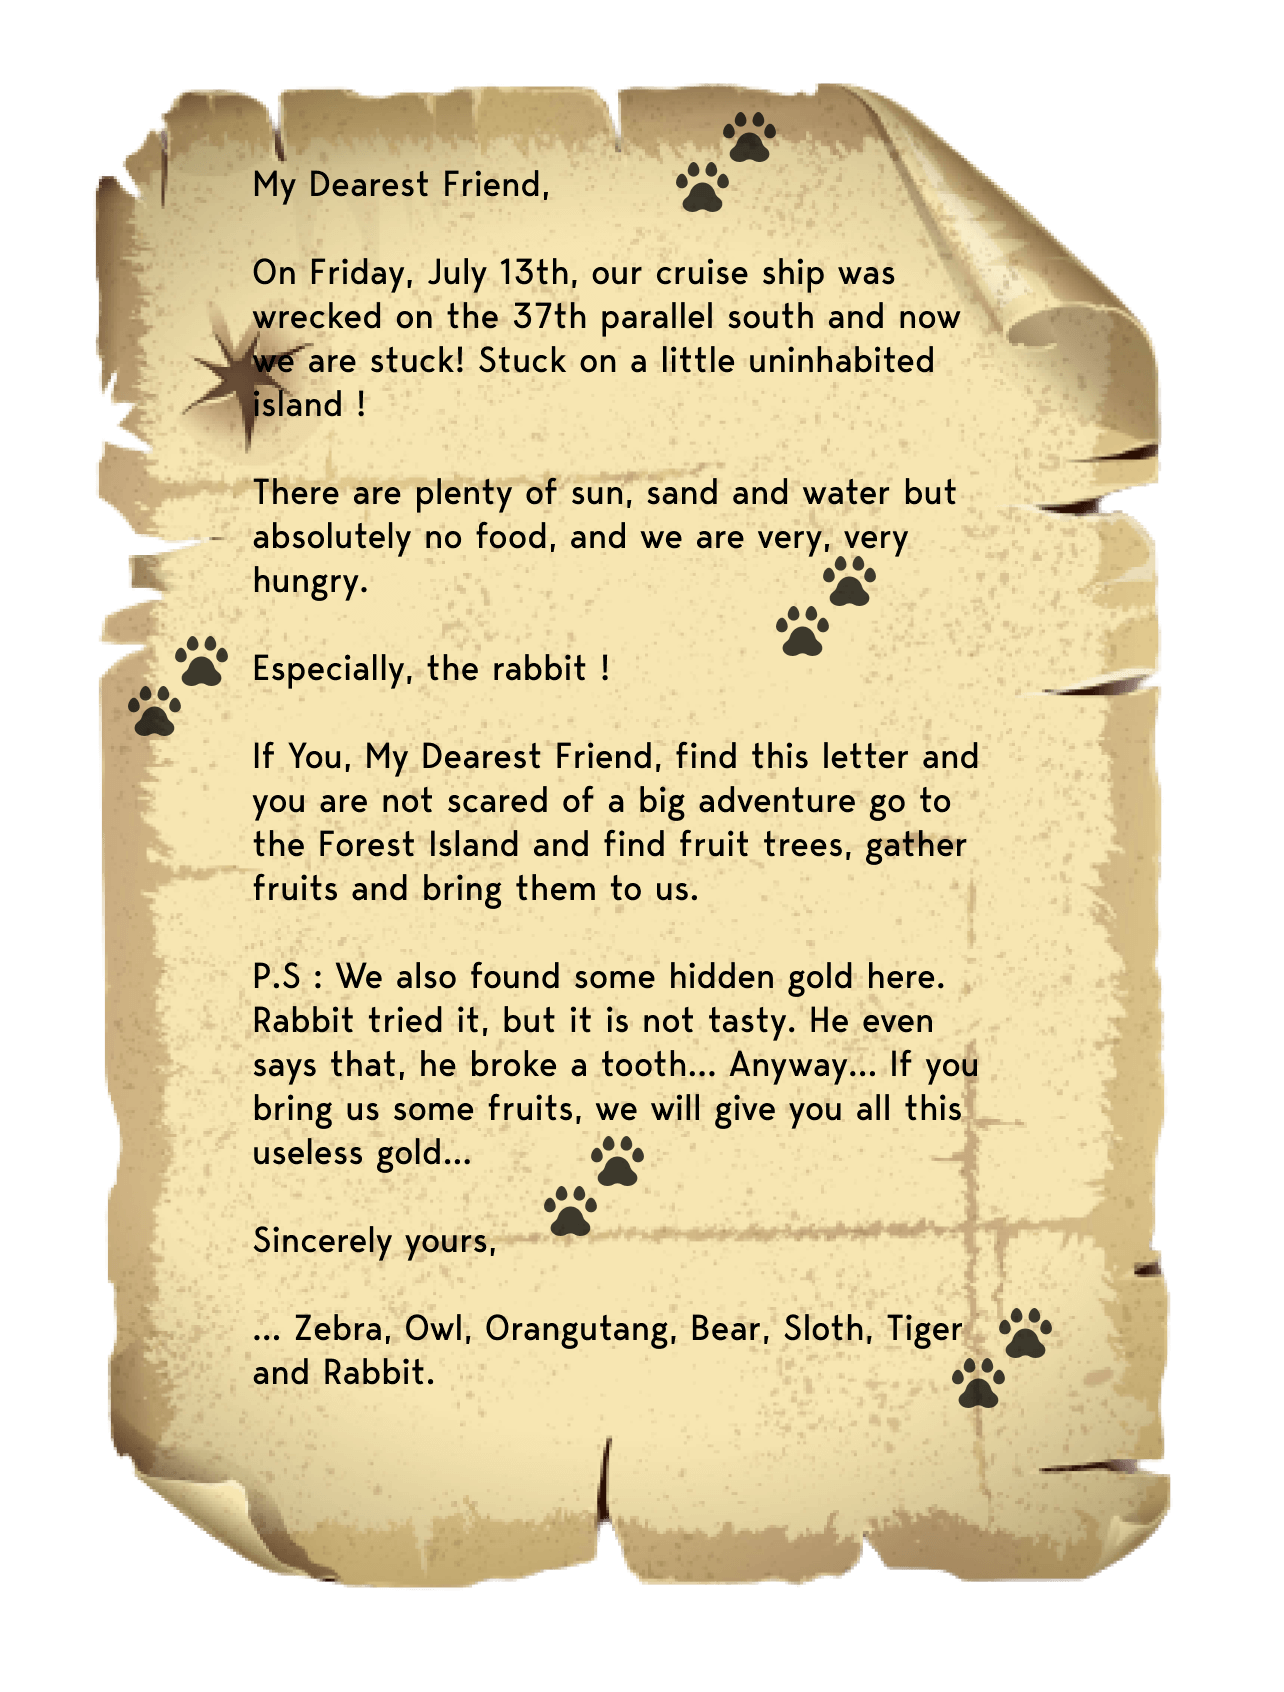 My Dearest Friend,
On Friday, July 13th, our cruise ship was
wrecked on the 37th parallel south and now
we are stuck! Stuck on a little uninhabited
island !
There are plenty of sun, sand and water but
absolutely no food, and we are very, very
hungry.
Especially, the rabbit !
If You, My Dearest Friend, find this letter and
you are not scared of a big adventure go to
the Forest Island and find fruit trees, gather
fruits and bring them to us.
P.S : We also found some hidden gold here.
Rabbit tried it, but it is not tasty. He even
says that, he broke a tooth... Anyway... If you
bring us some fruits, we will give you all this
useless gold...
Sincerely yours,
... Zebra, Owl, Orangutang, Bear, Sloth, Tiger
and Rabbit.